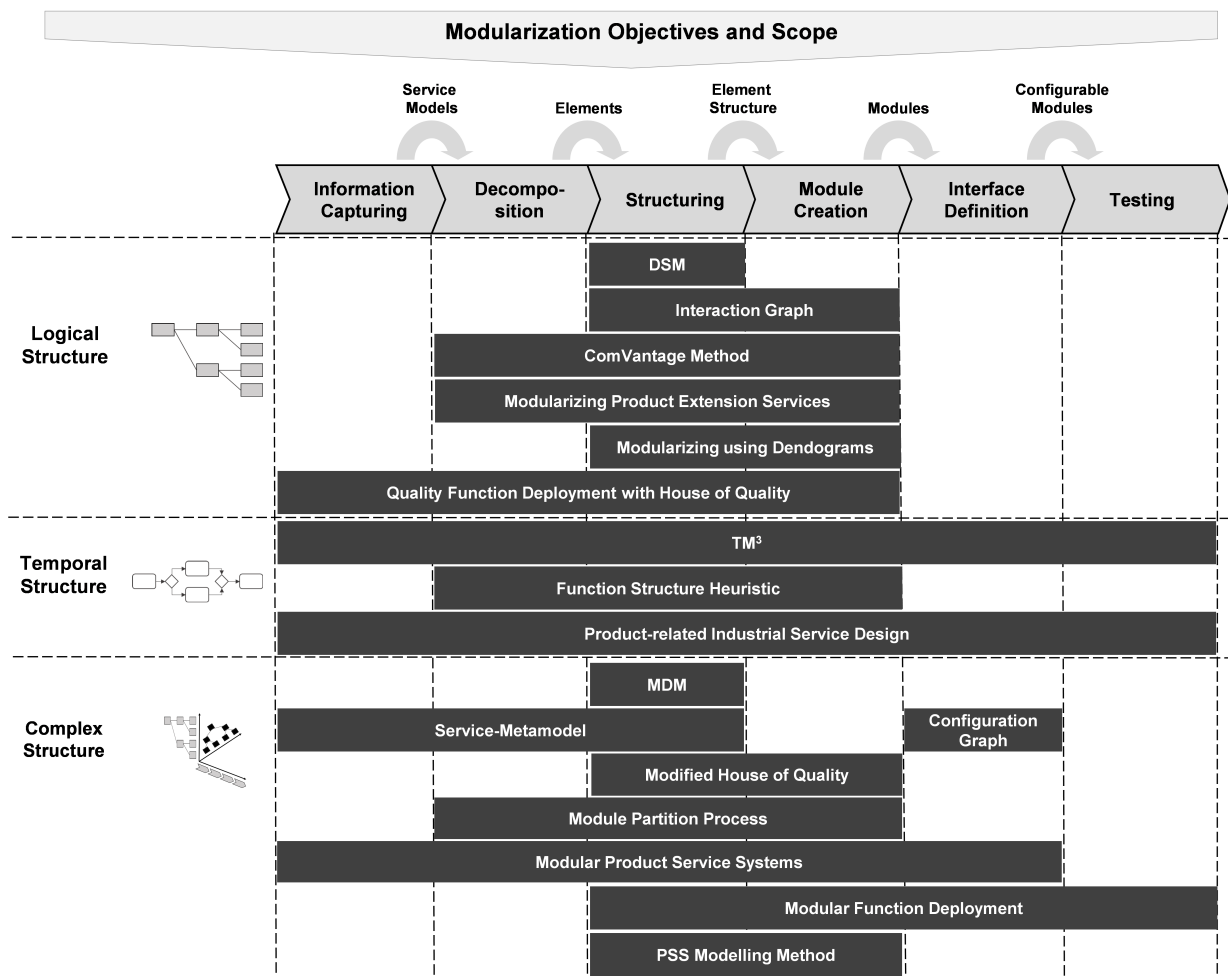 Modularization Objectives and Scope
Service
Models
Elements
Element
Structure
Modules
Configurable
Modules
Information
Capturing
Decompo-
sition
Structuring
Module
Creation
Interface
Definition
Testing
Logical
Structure
DSM
Interaction Graph
ComVantage Method
Modularizing Product Extension Services
Modularizing using Dendograms
Quality Function Deployment with House of Quality
Temporal
Structure
TM³
Function Structure Heuristic
Product-related Industrial Service Design
Complex
Structure
MDM
Service-Metamodel
Configuration
Graph
Modified House of Quality
Module Partition Process
Modular Product Service Systems
Modular Function Deployment
PSS Modelling Method